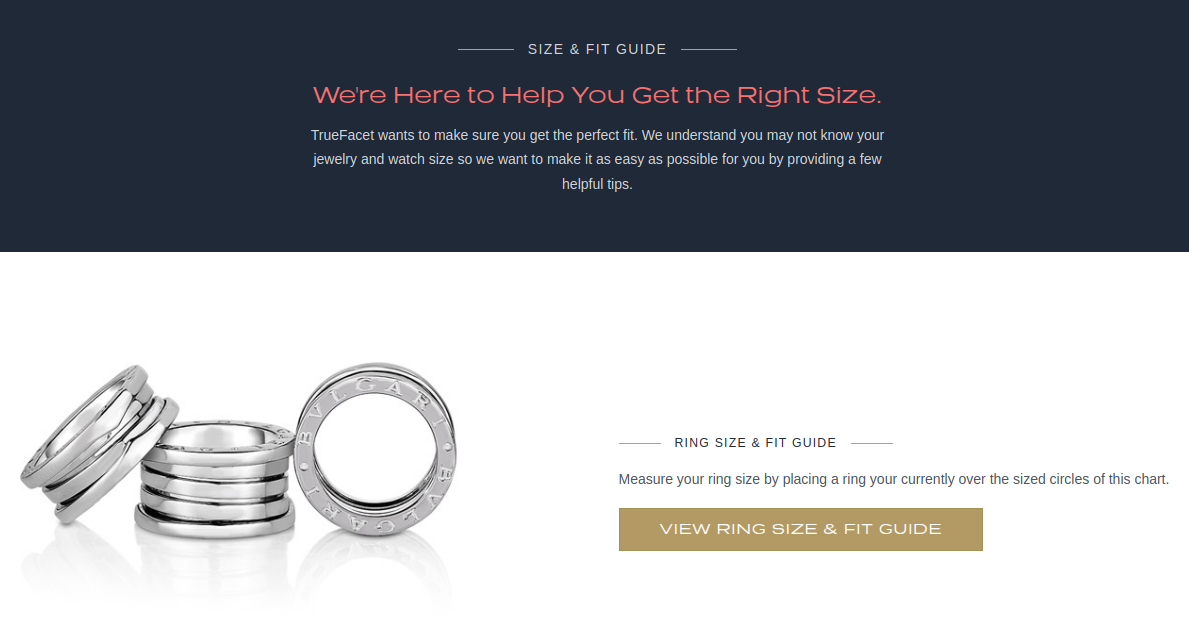 SIZE & FIT GUIDE
We're Here to Help You Get the Right Size.
TrueFacet wants to make sure you get the perfect fit. We understand you may not know your
jewelry and watch size so we want to make it as easy as possible for you by providing a few
helpful tips.
BVLGARI • BVLGARI •
RING SIZE & FIT GUIDE
Measure your ring size by placing a ring your currently over the sized circles of this chart.
VIEW RING SIZE & FIT GUIDE